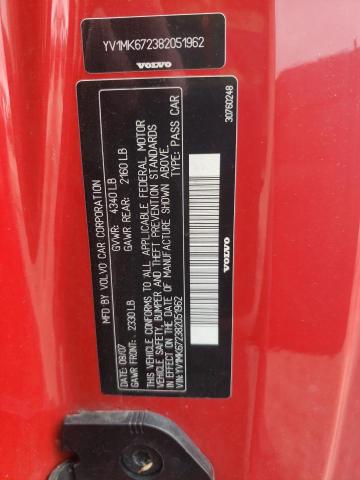 YV1MK672382051962
VOLVO
MFD BY VOLVO CAR CORPORATION
GVWR: 4340 LB
GAWR REAR: 2160 LB
08/07
GAWR FRONT: 2330 LB
THIS VEHICLE CONFORMS TO ALL APPLICABLE FEDERAL MOTOR
VEHICLE SAFETY, BUMPER AND THEFT PREVENTION STANDARDS
IN EFFECT ON THE DATE OF MANUFACTURE SHOWN ABOVE.
VIN: YV1MK672382051962 TYPE: PASS CAR
VOLVO
30760248